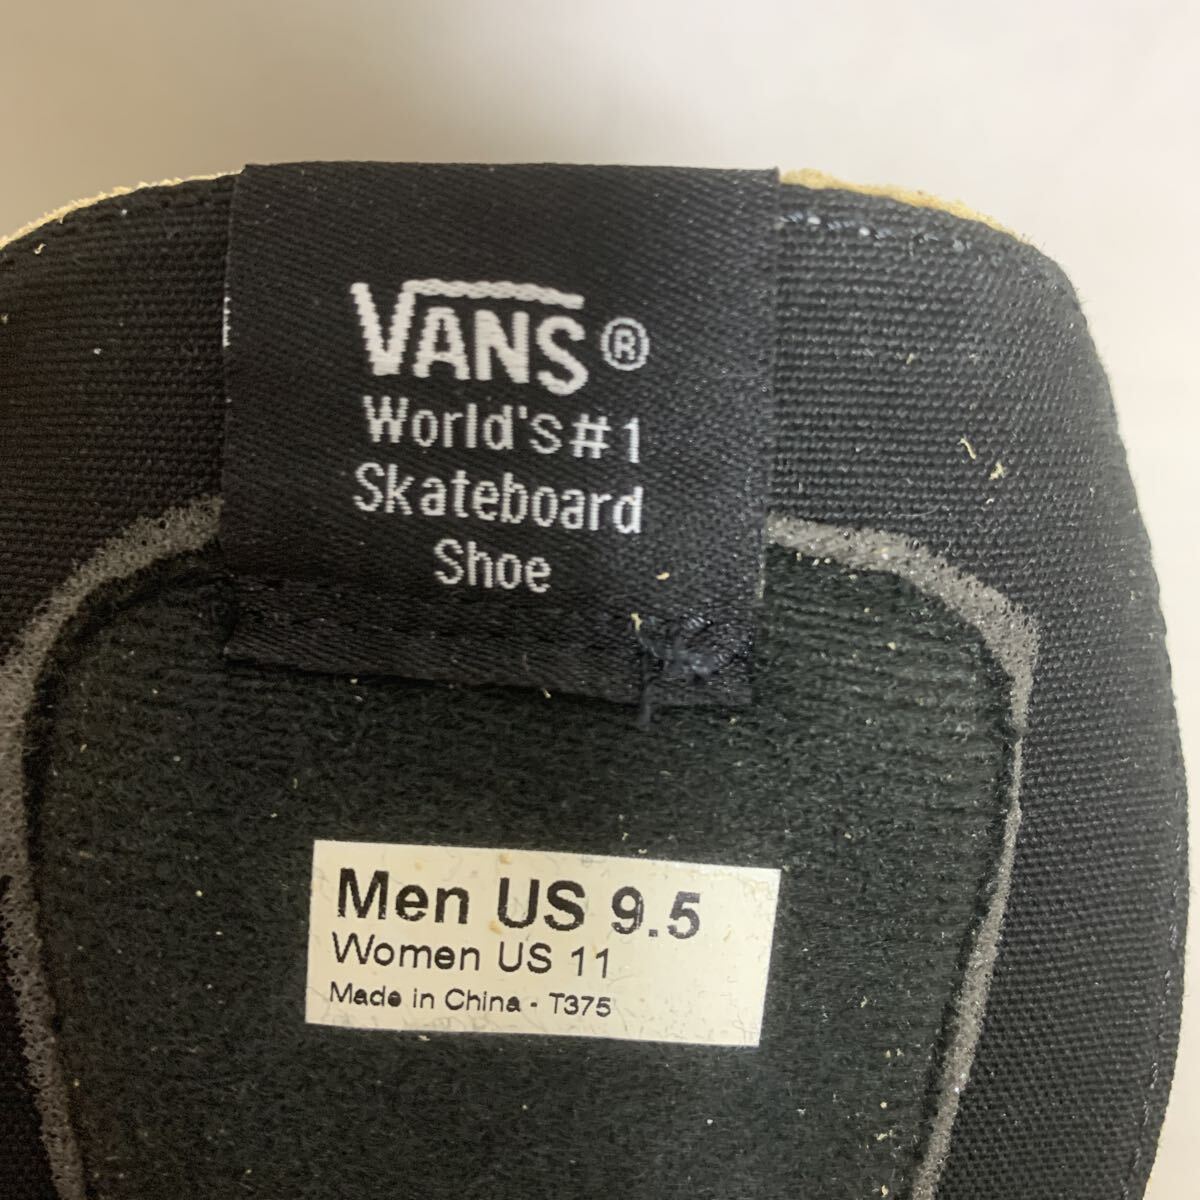 VANS®
World's #1
Skateboard
Shoe
Men US 9.5
Women US 11
Made in China - T375